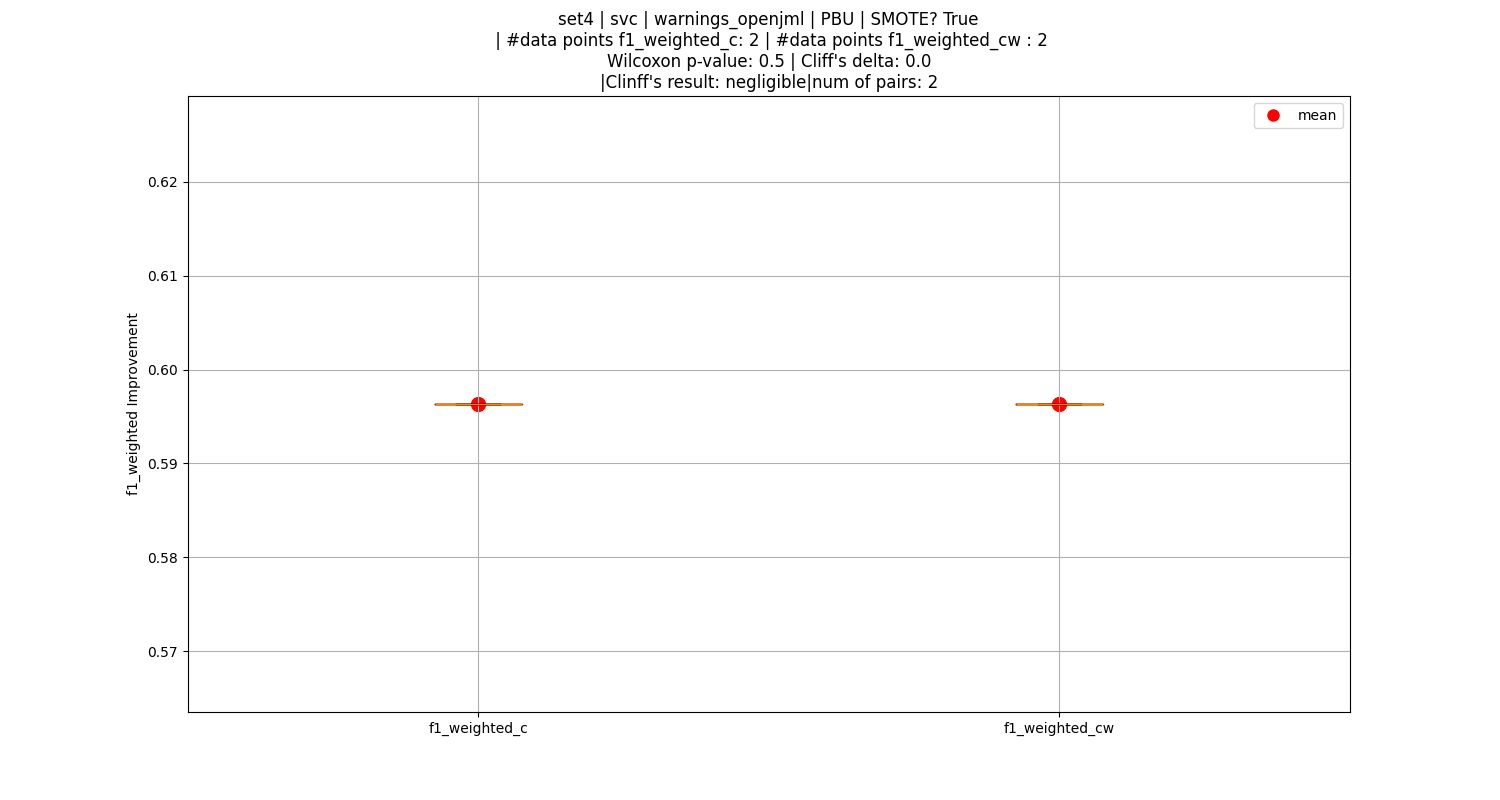 set4 | svc | warnings_openjml | PBU | SMOTE? True
| #data points f1_weighted_c: 2 | #data points f1_weighted_cw : 2
Wilcoxon p-value: 0.5 | Cliff's delta: 0.0
|Clinff's result: negligible|num of pairs: 2
mean
0.62
0.61
0.60
0.59
0.58
0.57
f1_weighted Improvement
f1_weighted_c
f1_weighted_cw